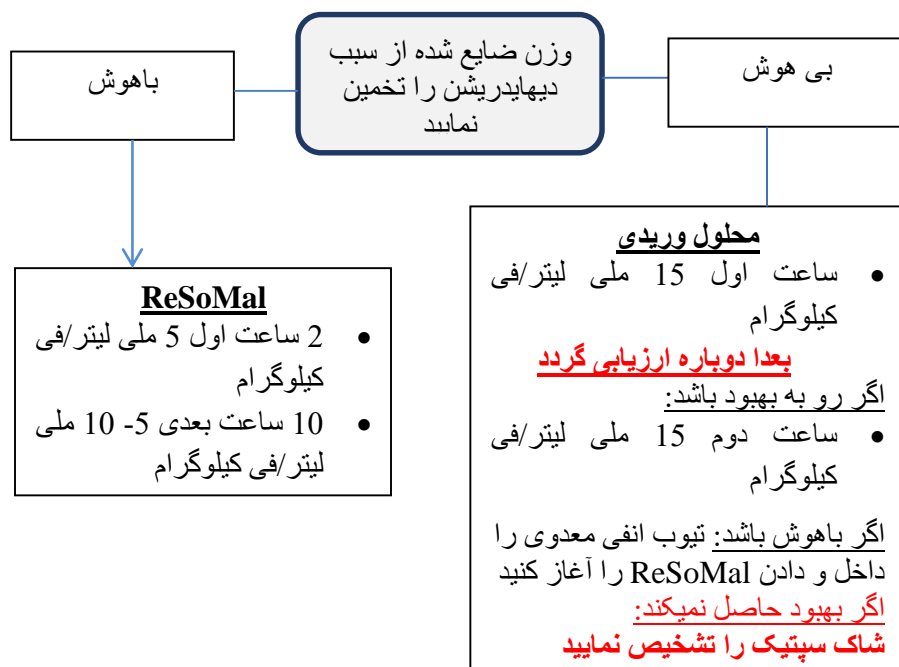 وزن ضایع شده از سبب
دیهایدریشن را تخمین
نمایید
بی هوش
باهوش
محلول وریدی
• ساعت اول 15 ملی لیتر/فی
کیلوگرام
بعدا دوباره ارزیابی گردد
اگر رو به بهبود باشد:
• ساعت دوم 15 ملی لیتر/فی
کیلوگرام
اگر باهوش باشد: تیوب انفی معدوی را
داخل و دادن ReSoMal را آغاز کنید
اگر بهبود حاصل نمیکند:
شاک سپتیک را تشخیص نمایید
ReSoMal
• 2 ساعت اول 5 ملی لیتر/فی
کیلوگرام
• 10 ساعت بعدی 5- 10 ملی
لیتر/فی کیلوگرام